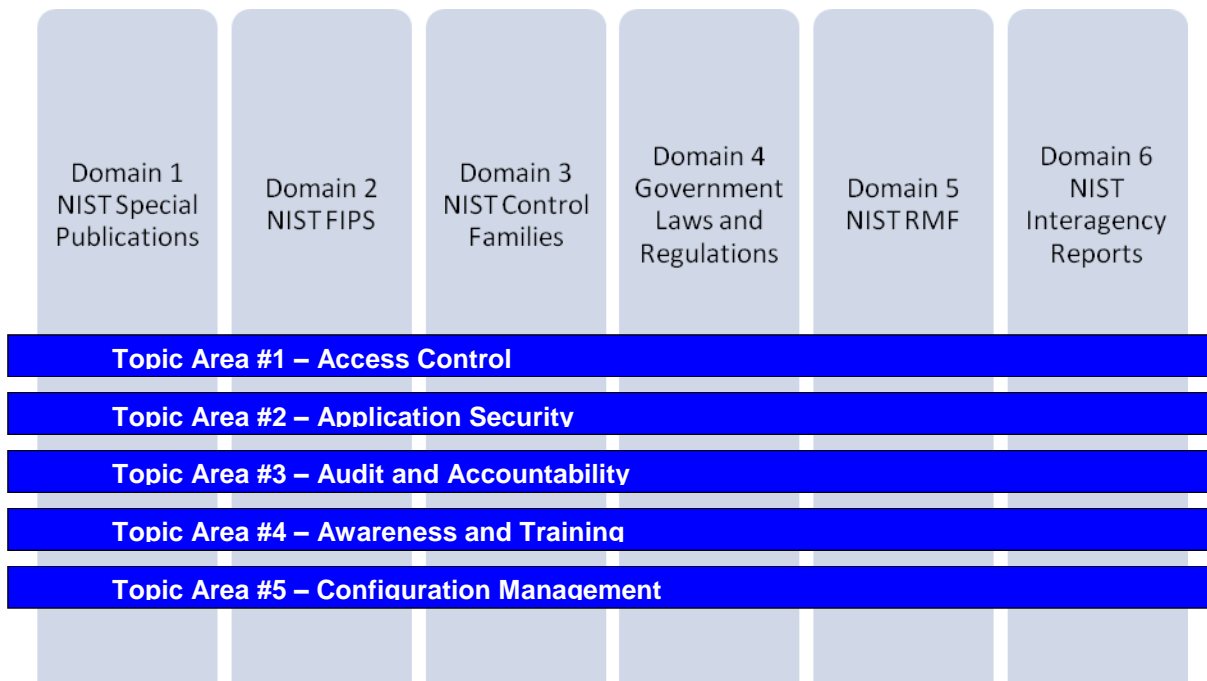 Domain 1
NIST Special
Publications
Domain 2
NIST FIPS
Domain 3
NIST Control
Families
Domain 4
Government
Laws and
Regulations
Domain 5
NIST RMF
Domain 6
NIST
Interagency
Reports
Topic Area #1 – Access Control
Topic Area #2 – Application Security
Topic Area #3 – Audit and Accountability
Topic Area #4 – Awareness and Training
Topic Area #5 – Configuration Management